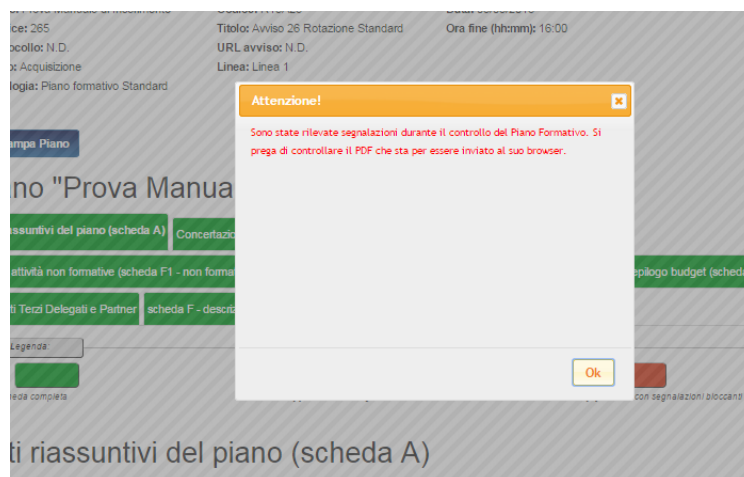 Titolo: Avviso 26 Rotazione Standard
Ora fine (hh:mm): 16:00
ice: 265
ocollo: N.D.
URL avviso: N.D.
o: Acquisizione
Linea: Linea 1
logia: Piano formativo Standard
Attenzione!
Sono state rilevate segnalazioni durante il controllo del Piano Formativo. Si
prega di controllare il PDF che sta per essere inviato al suo browser.
ampa Piano
no "Prova Manua
assuntivi del piano (scheda A)
Concertazio
attività non formative (scheda F1 - non forma
epilogo budget (scheda
ti Terzi Delegati e Partner
scheda F - descriz
Legenda:
Ok
eda completa
con segnalazioni bloccanti
ti riassuntivi del piano (scheda A)